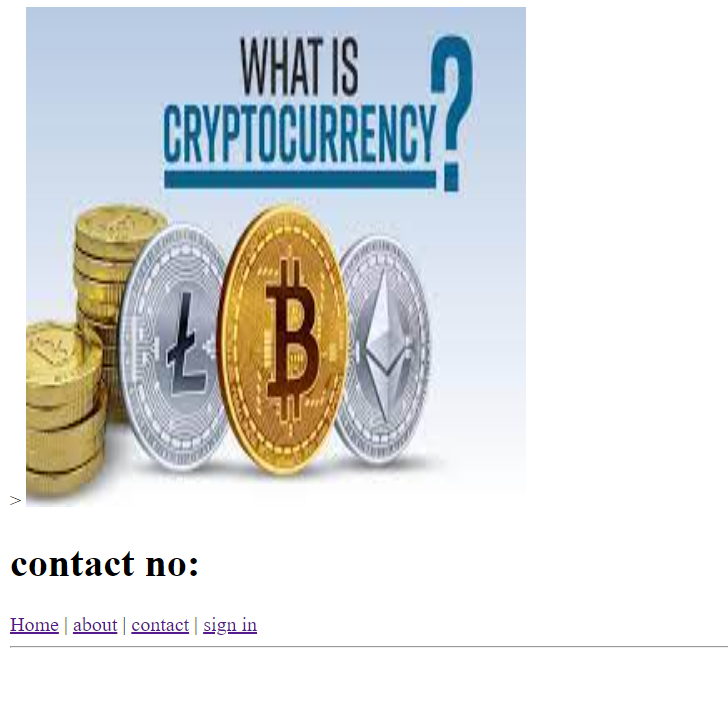 WHAT IS
CRYPTOCURRENCY?
>
contact no:
Home | about | contact | sign in